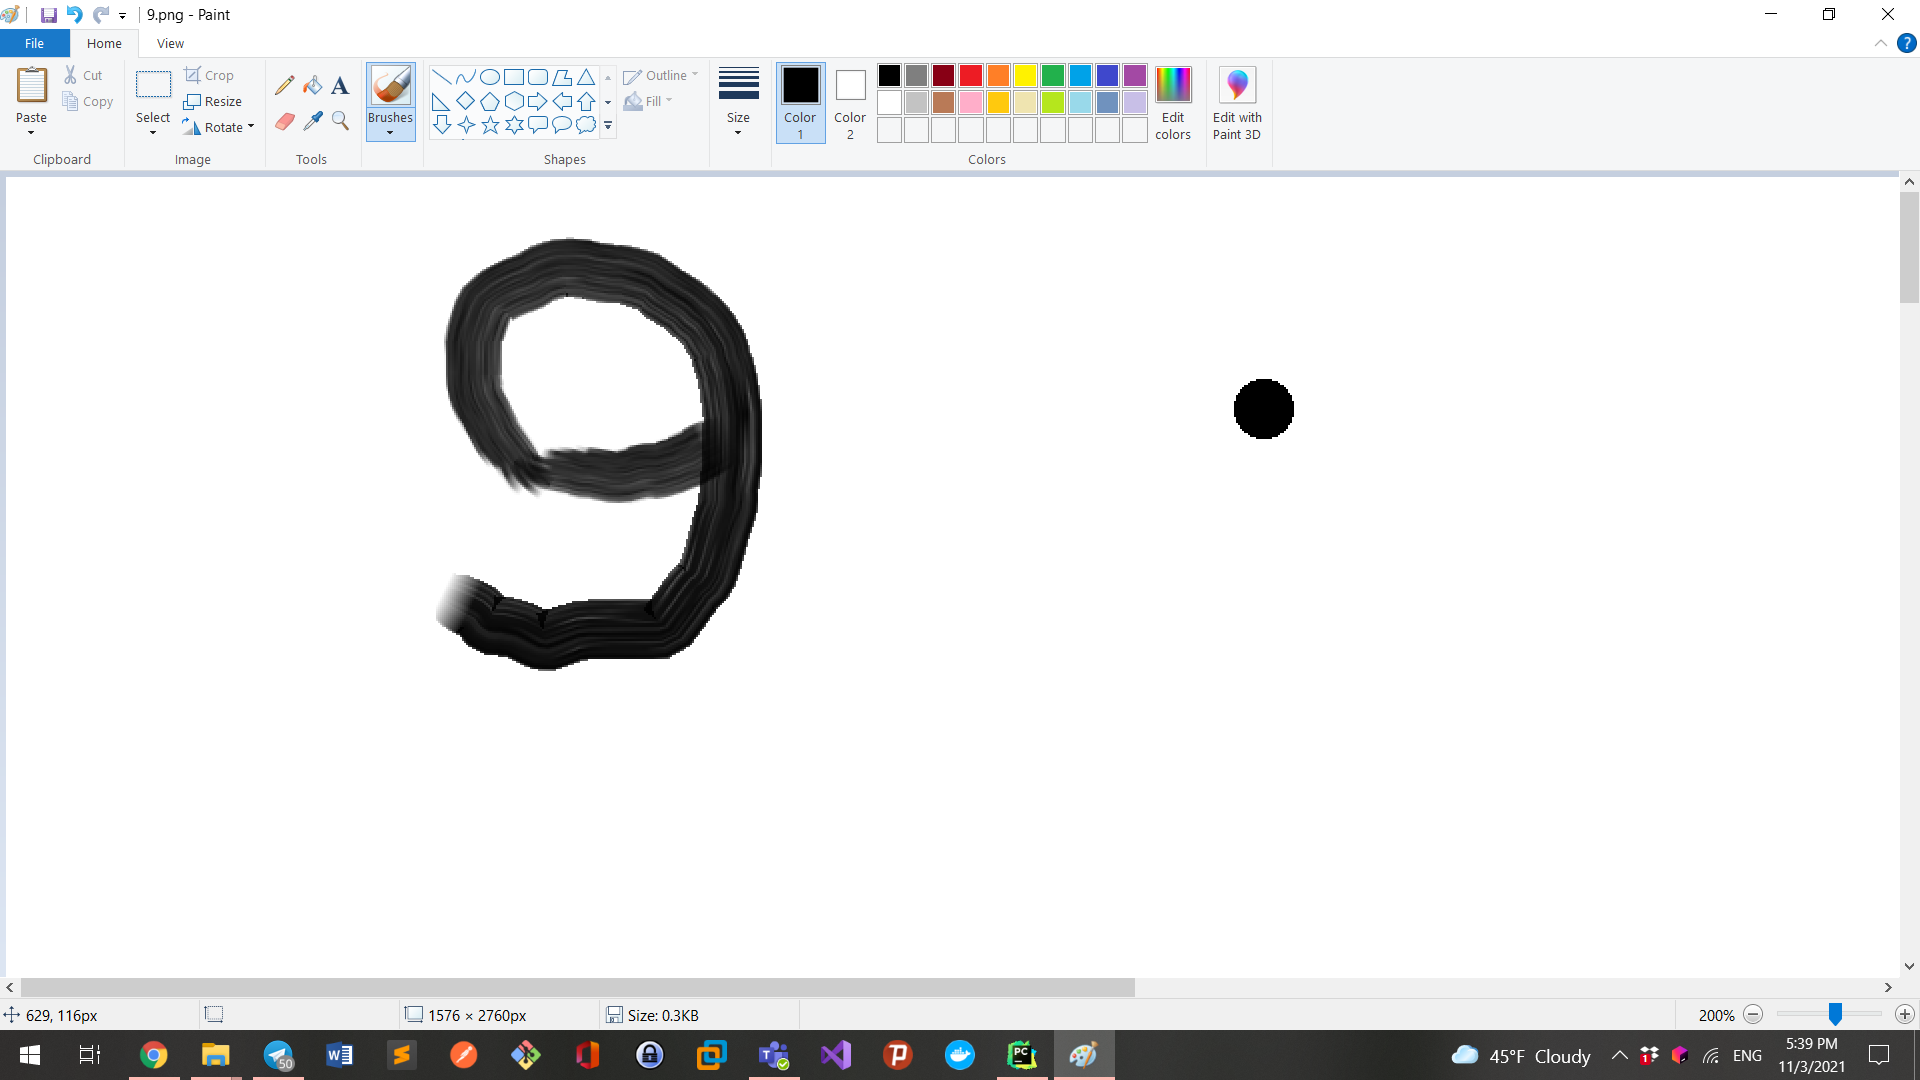 9.png - Paint
File Home View
Paste
Cut
Copy
Clipboard
Select
Crop
Resize
Rotate
Image
Tools
Brushes
Shapes
Outline
Fill
Size
Color 1
Color 2
Colors
Edit colors
Edit with Paint 3D
9
629, 116px
1576 × 2760px
Size: 0.3KB
200%
50
PC
45°F Cloudy
1
ENG
5:39 PM
11/3/2021